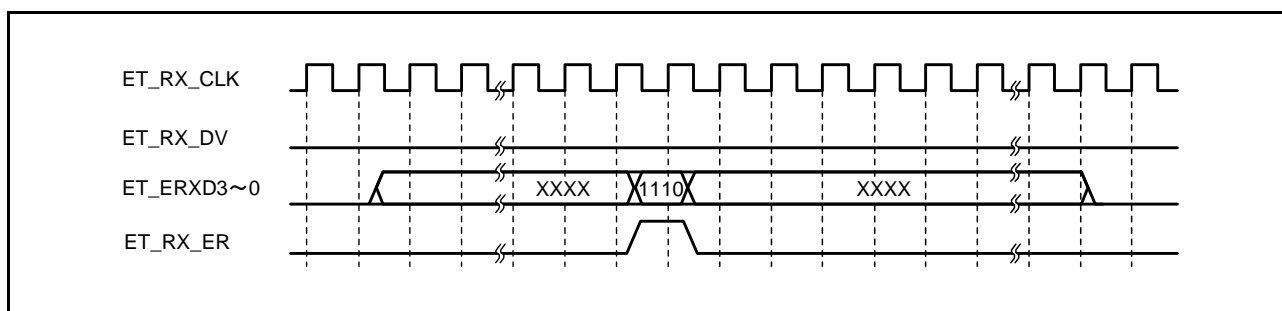 ET_RX_CLK
ET_RX_DV
ET_ERXD3～0 XXXX 1110 XXXX
ET_RX_ER